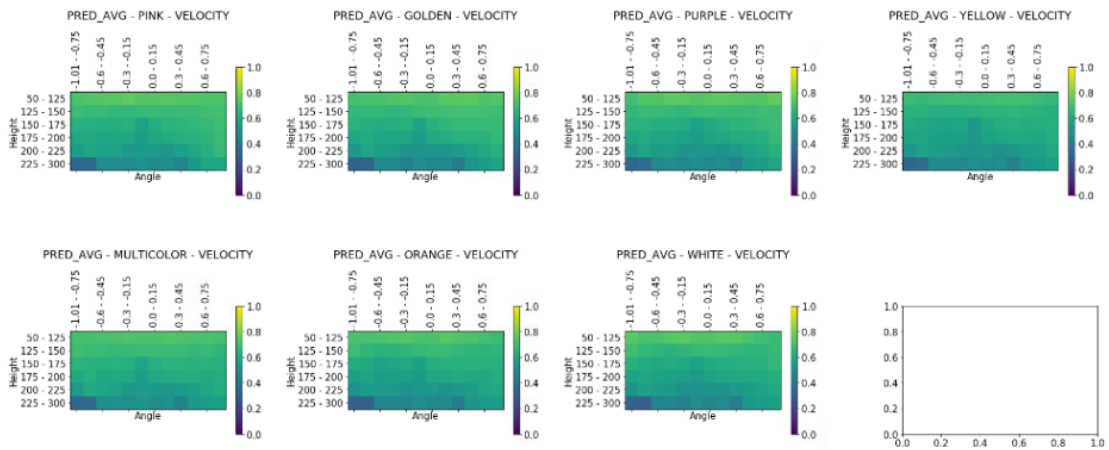 PRED_AVG - PINK - VELOCITY
-1.01 - -0.75
-0.6 - -0.45
-0.3 - -0.15
0.0 - 0.15
0.3 - 0.45
0.6 - 0.75
Height
50 - 125
125 - 150
150 - 175
175 - 200
200 - 225
225 - 300
Angle
1.0
0.8
0.6
0.4
0.2
0.0
PRED_AVG - GOLDEN - VELOCITY
-1.01 - -0.75
-0.6 - -0.45
-0.3 - -0.15
0.0 - 0.15
0.3 - 0.45
0.6 - 0.75
Height
50 - 125
125 - 150
150 - 175
175 - 200
200 - 225
225 - 300
Angle
1.0
0.8
0.6
0.4
0.2
0.0
PRED_AVG - PURPLE - VELOCITY
-1.01 - -0.75
-0.6 - -0.45
-0.3 - -0.15
0.0 - 0.15
0.3 - 0.45
0.6 - 0.75
Height
50 - 125
125 - 150
150 - 175
175 - 200
200 - 225
225 - 300
Angle
1.0
0.8
0.6
0.4
0.2
0.0
PRED_AVG - YELLOW - VELOCITY
-1.01 - -0.75
-0.6 - -0.45
-0.3 - -0.15
0.0 - 0.15
0.3 - 0.45
0.6 - 0.75
Height
50 - 125
125 - 150
150 - 175
175 - 200
200 - 225
225 - 300
Angle
1.0
0.8
0.6
0.4
0.2
0.0
PRED_AVG - MULTICOLOR - VELOCITY
-1.01 - -0.75
-0.6 - -0.45
-0.3 - -0.15
0.0 - 0.15
0.3 - 0.45
0.6 - 0.75
Height
50 - 125
125 - 150
150 - 175
175 - 200
200 - 225
225 - 300
Angle
1.0
0.8
0.6
0.4
0.2
0.0
PRED_AVG - ORANGE - VELOCITY
-1.01 - -0.75
-0.6 - -0.45
-0.3 - -0.15
0.0 - 0.15
0.3 - 0.45
0.6 - 0.75
Height
50 - 125
125 - 150
150 - 175
175 - 200
200 - 225
225 - 300
Angle
1.0
0.8
0.6
0.4
0.2
0.0
PRED_AVG - WHITE - VELOCITY
-1.01 - -0.75
-0.6 - -0.45
-0.3 - -0.15
0.0 - 0.15
0.3 - 0.45
0.6 - 0.75
Height
50 - 125
125 - 150
150 - 175
175 - 200
200 - 225
225 - 300
Angle
1.0
0.8
0.6
0.4
0.2
0.0
1.0
0.8
0.6
0.4
0.2
0.0
0.0 0.2 0.4 0.6 0.8 1.0